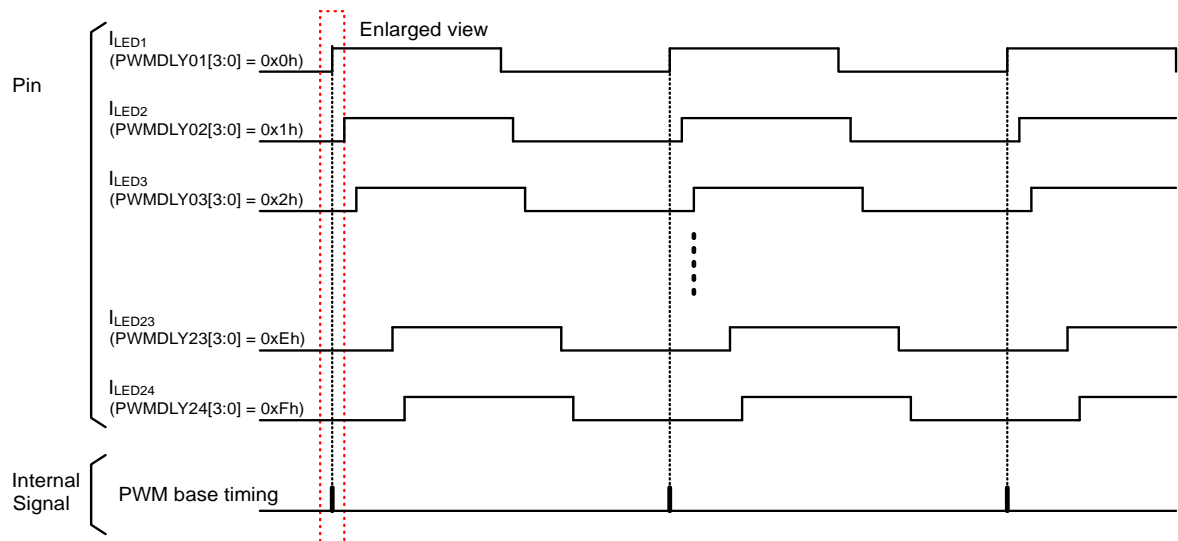 Enlarged view
Pin
ILED1
(PWMDLY01[3:0] = 0x0h)
ILED2
(PWMDLY02[3:0] = 0x1h)
ILED3
(PWMDLY03[3:0] = 0x2h)
ILED23
(PWMDLY23[3:0] = 0xEh)
ILED24
(PWMDLY24[3:0] = 0xFh)
Internal
Signal
PWM base timing